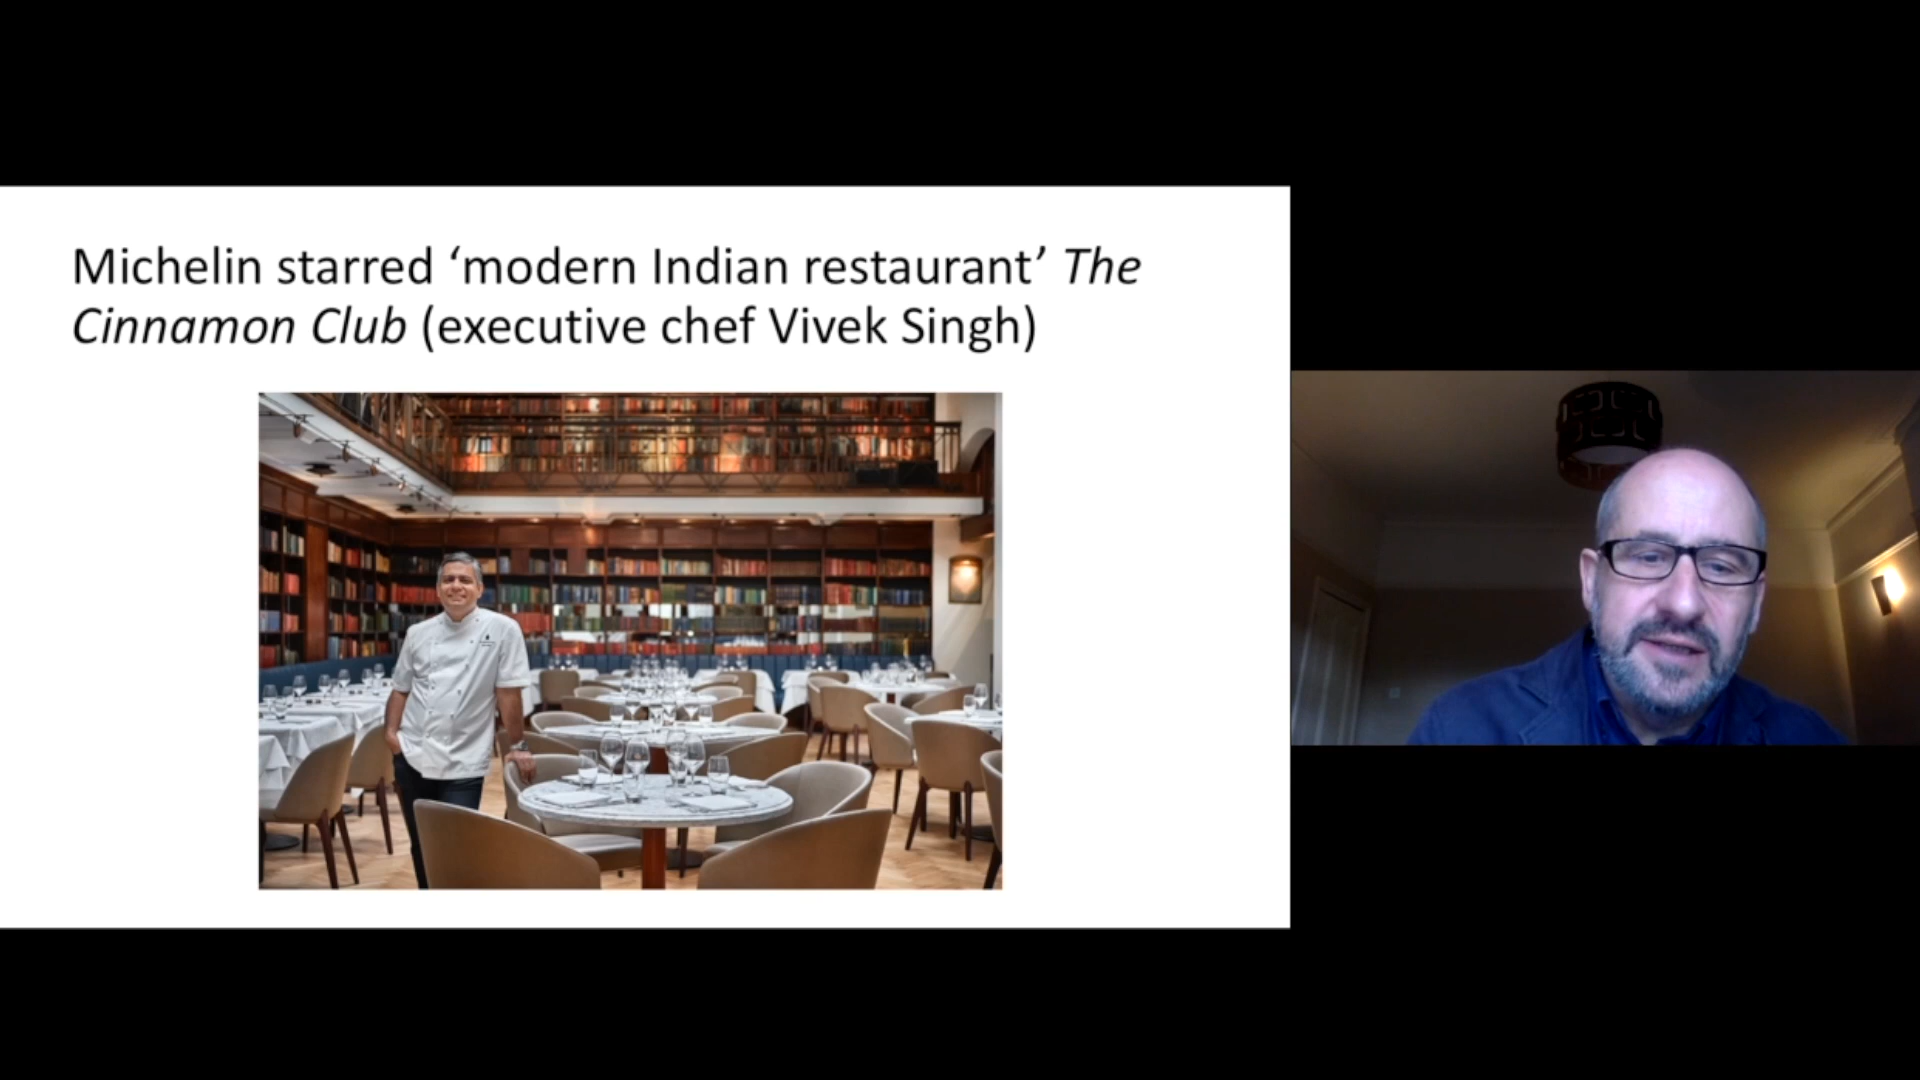 Michelin starred ‘modern Indian restaurant’ The
Cinnamon Club (executive chef Vivek Singh)